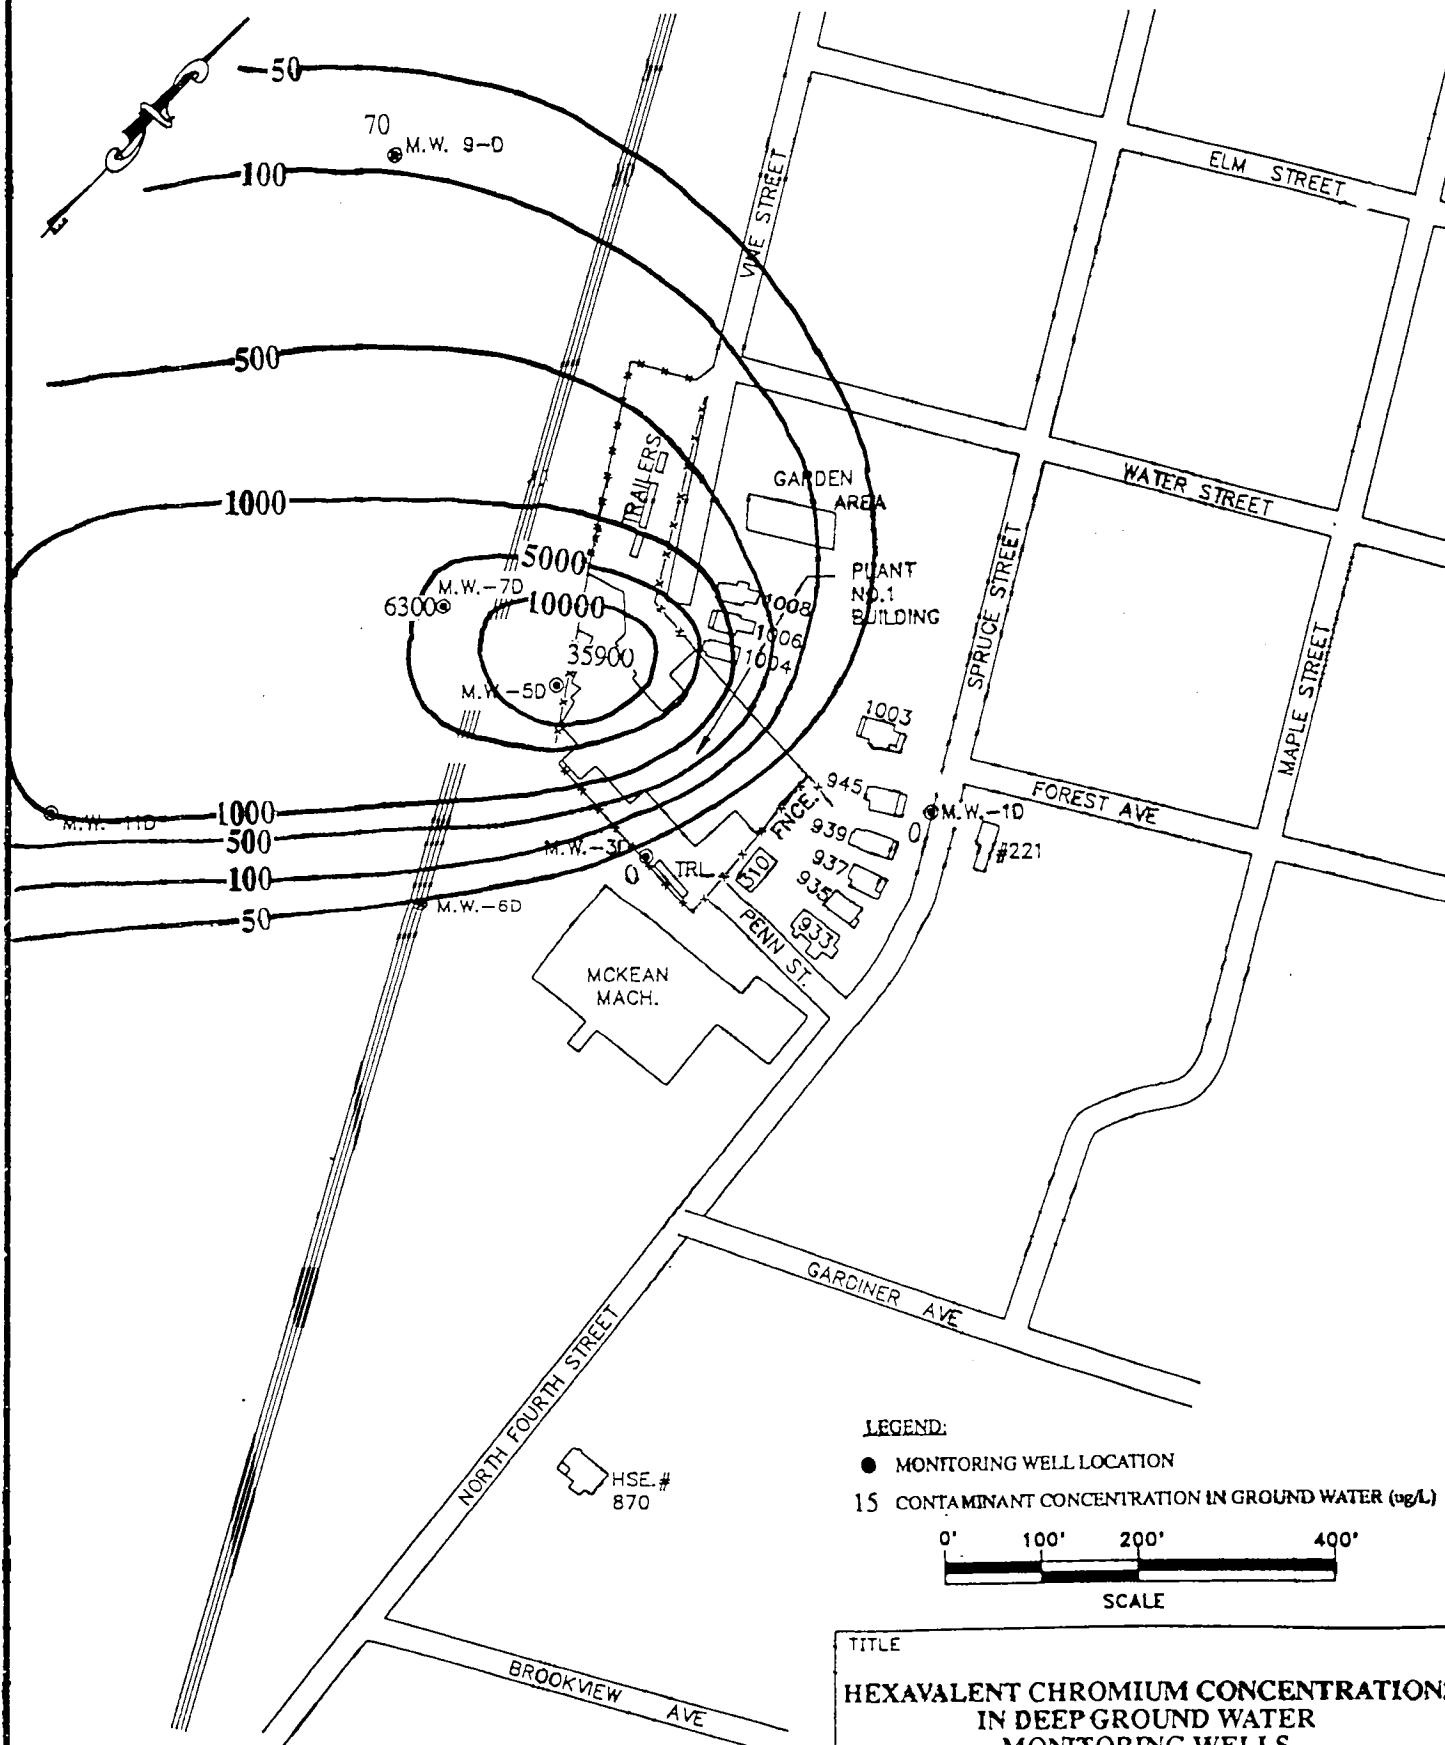 50
70
M.W. 9-D
100
ELM STREET
VINE STREET
500
TRAILERS
GARDEN
AREA
WATER STREET
1000
5000
M.W.-7D
6300
10000
PLANT
NO.1
BUILDING
1008
1006
1004
35900
M.W.-5D
SPRUCE STREET
MAPLE STREET
1003
945
FOREST AVE
M.W.-11D
1000
M.W.-1D
0
500
FNCE.
939
#221
M.W.-3D
0
TRL.
310
937
100
935
50
M.W.-6D
933
PENN ST.
MCKEAN
MACH.
GARDINER AVE
NORTH FOURTH STREET
HSE.#
870
BROOKVIEW AVE
LEGEND:
MONITORING WELL LOCATION
15 CONTAMINANT CONCENTRATION IN GROUND WATER (ug/L)
0' 100' 200' 400'
SCALE
TITLE
HEXAVALENT CHROMIUM CONCENTRATIONS
IN DEEP GROUND WATER
MONITORING WELLS